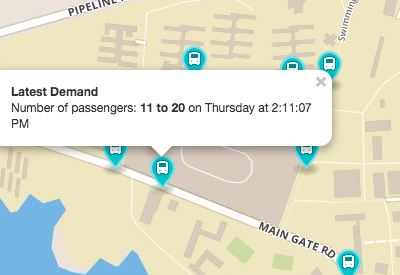 PIPELINE
Swimming
Latest Demand
Number of passengers: 11 to 20 on Thursday at 2:11:07
PM
MAIN GATE RD